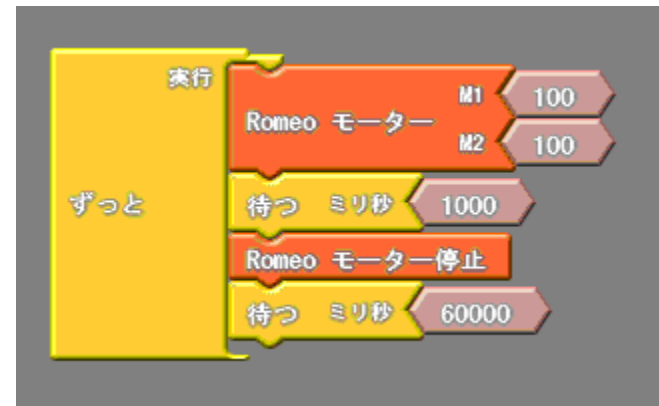 実行
Romeo モーター
M1 100
M2 100
ずっと
待つ ミリ秒 1000
Romeo モーター停止
待つ ミリ秒 60000